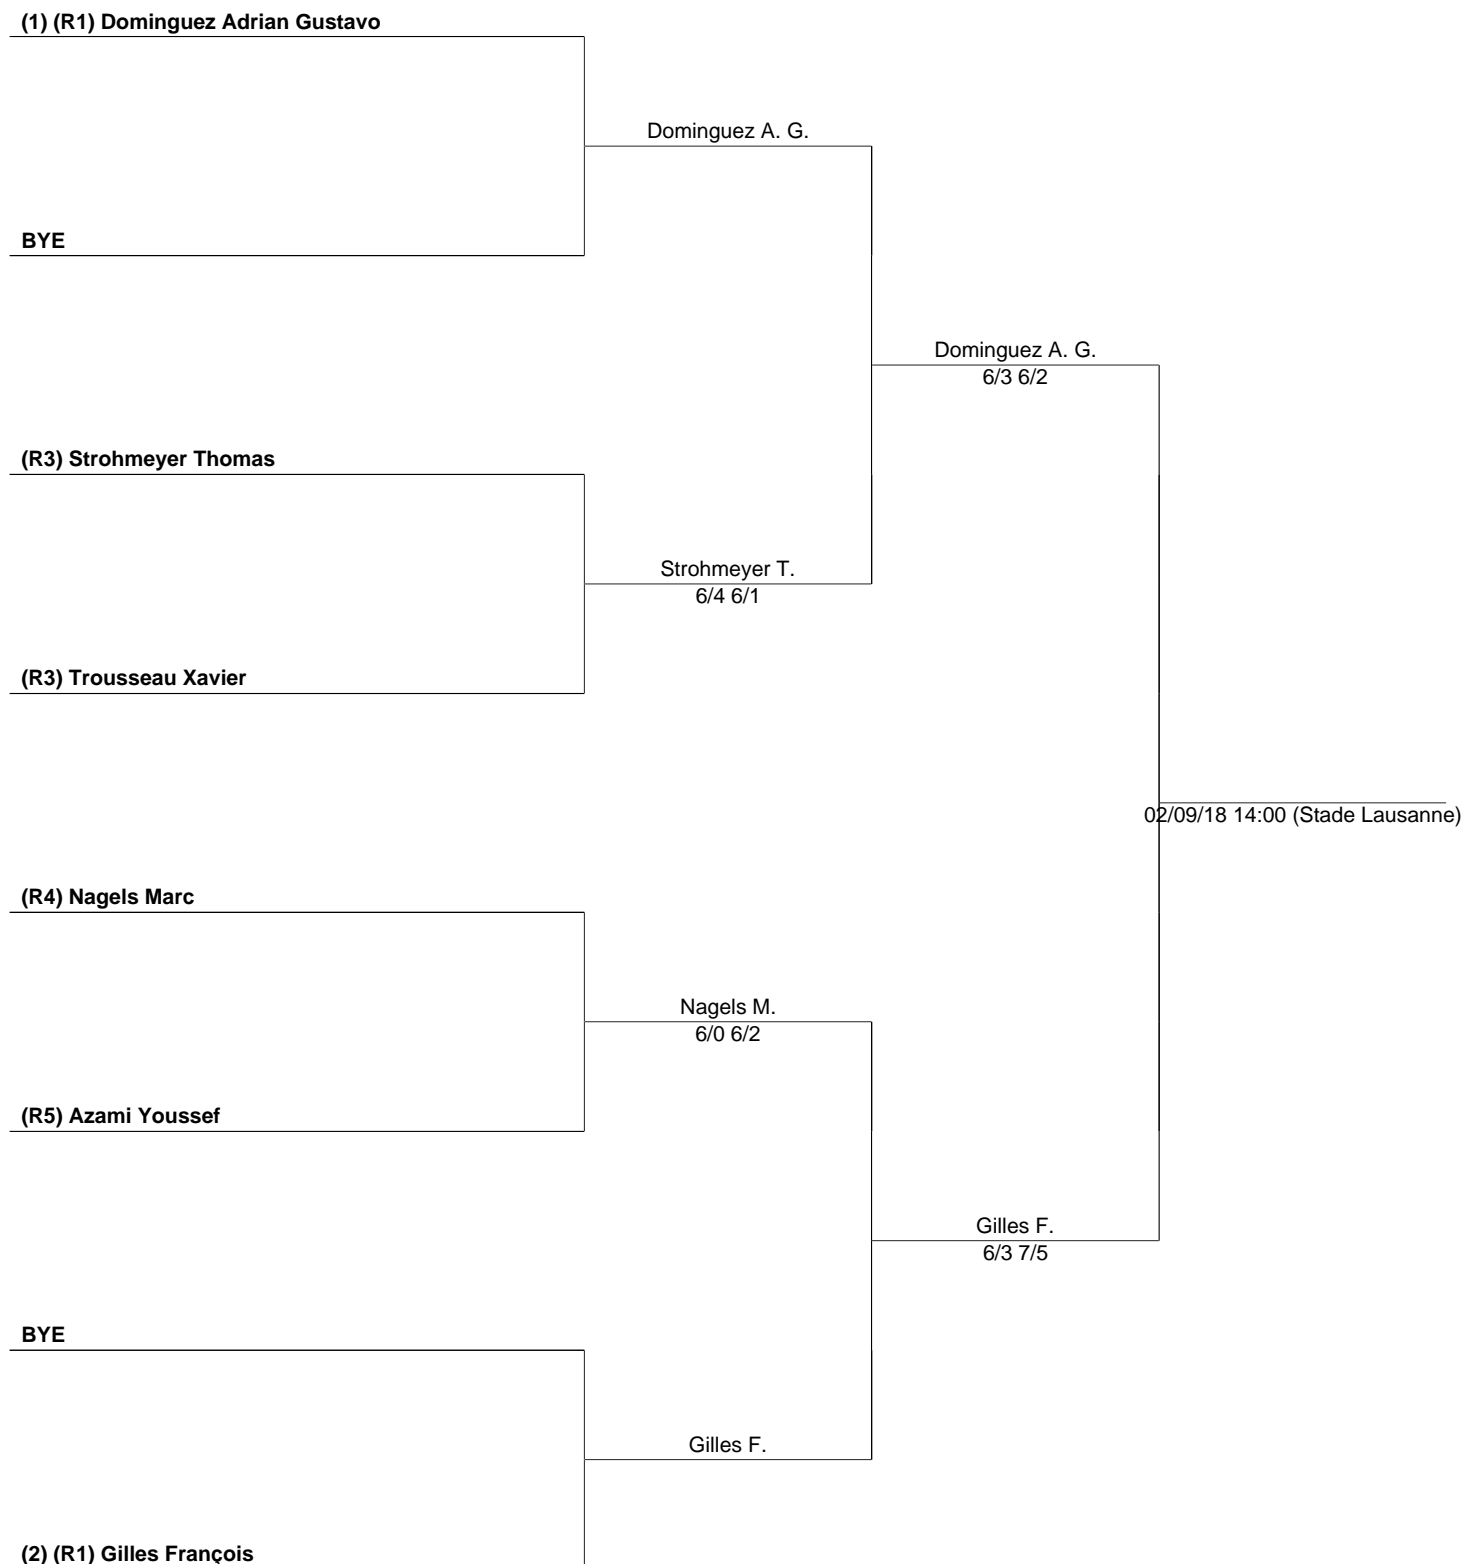 (1) (R1) Dominguez Adrian Gustavo
Dominguez A. G.
BYE
Dominguez A. G.
6/3 6/2
(R3) Strohmeyer Thomas
Strohmeyer T.
6/4 6/1
(R3) Trousseau Xavier
02/09/18 14:00 (Stade Lausanne)
(R4) Nagels Marc
Nagels M.
6/0 6/2
(R5) Azami Youssef
Gilles F.
6/3 7/5
BYE
Gilles F.
(2) (R1) Gilles François